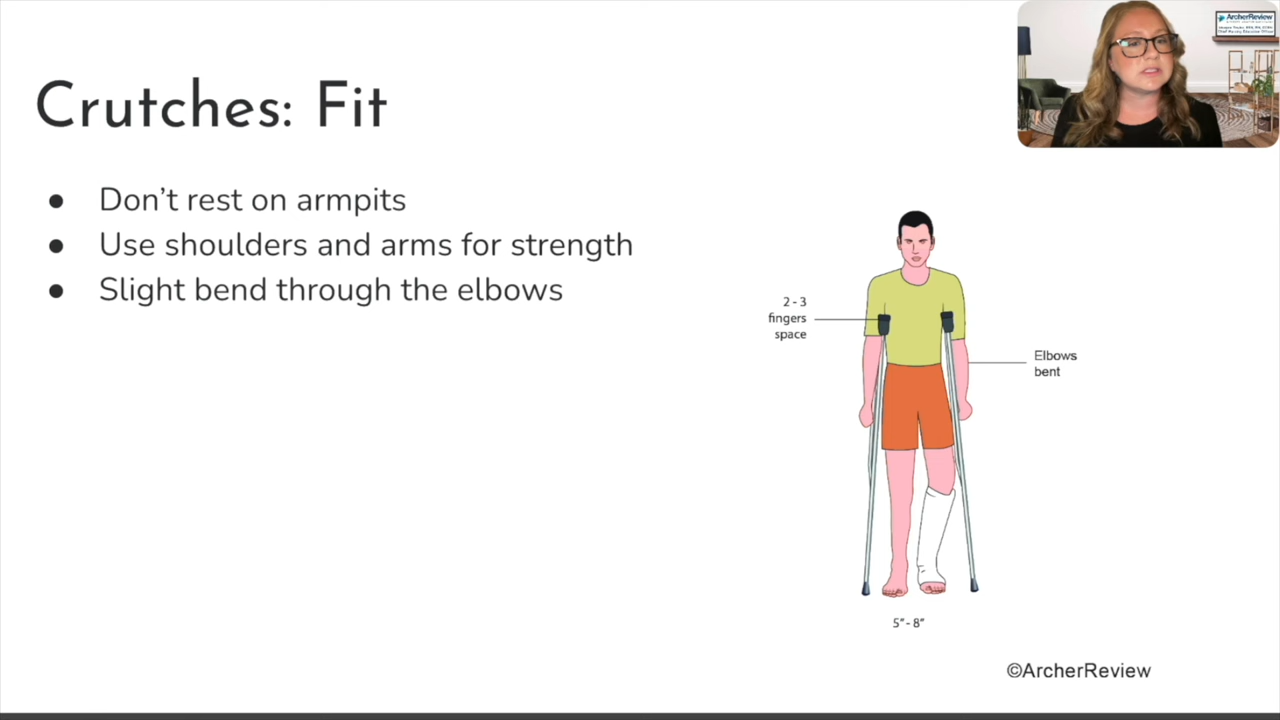 Crutches: Fit
● Don’t rest on armpits
● Use shoulders and arms for strength
● Slight bend through the elbows
2 - 3
fingers
space
Elbows
bent
5” - 8”
©ArcherReview
ArcherReview